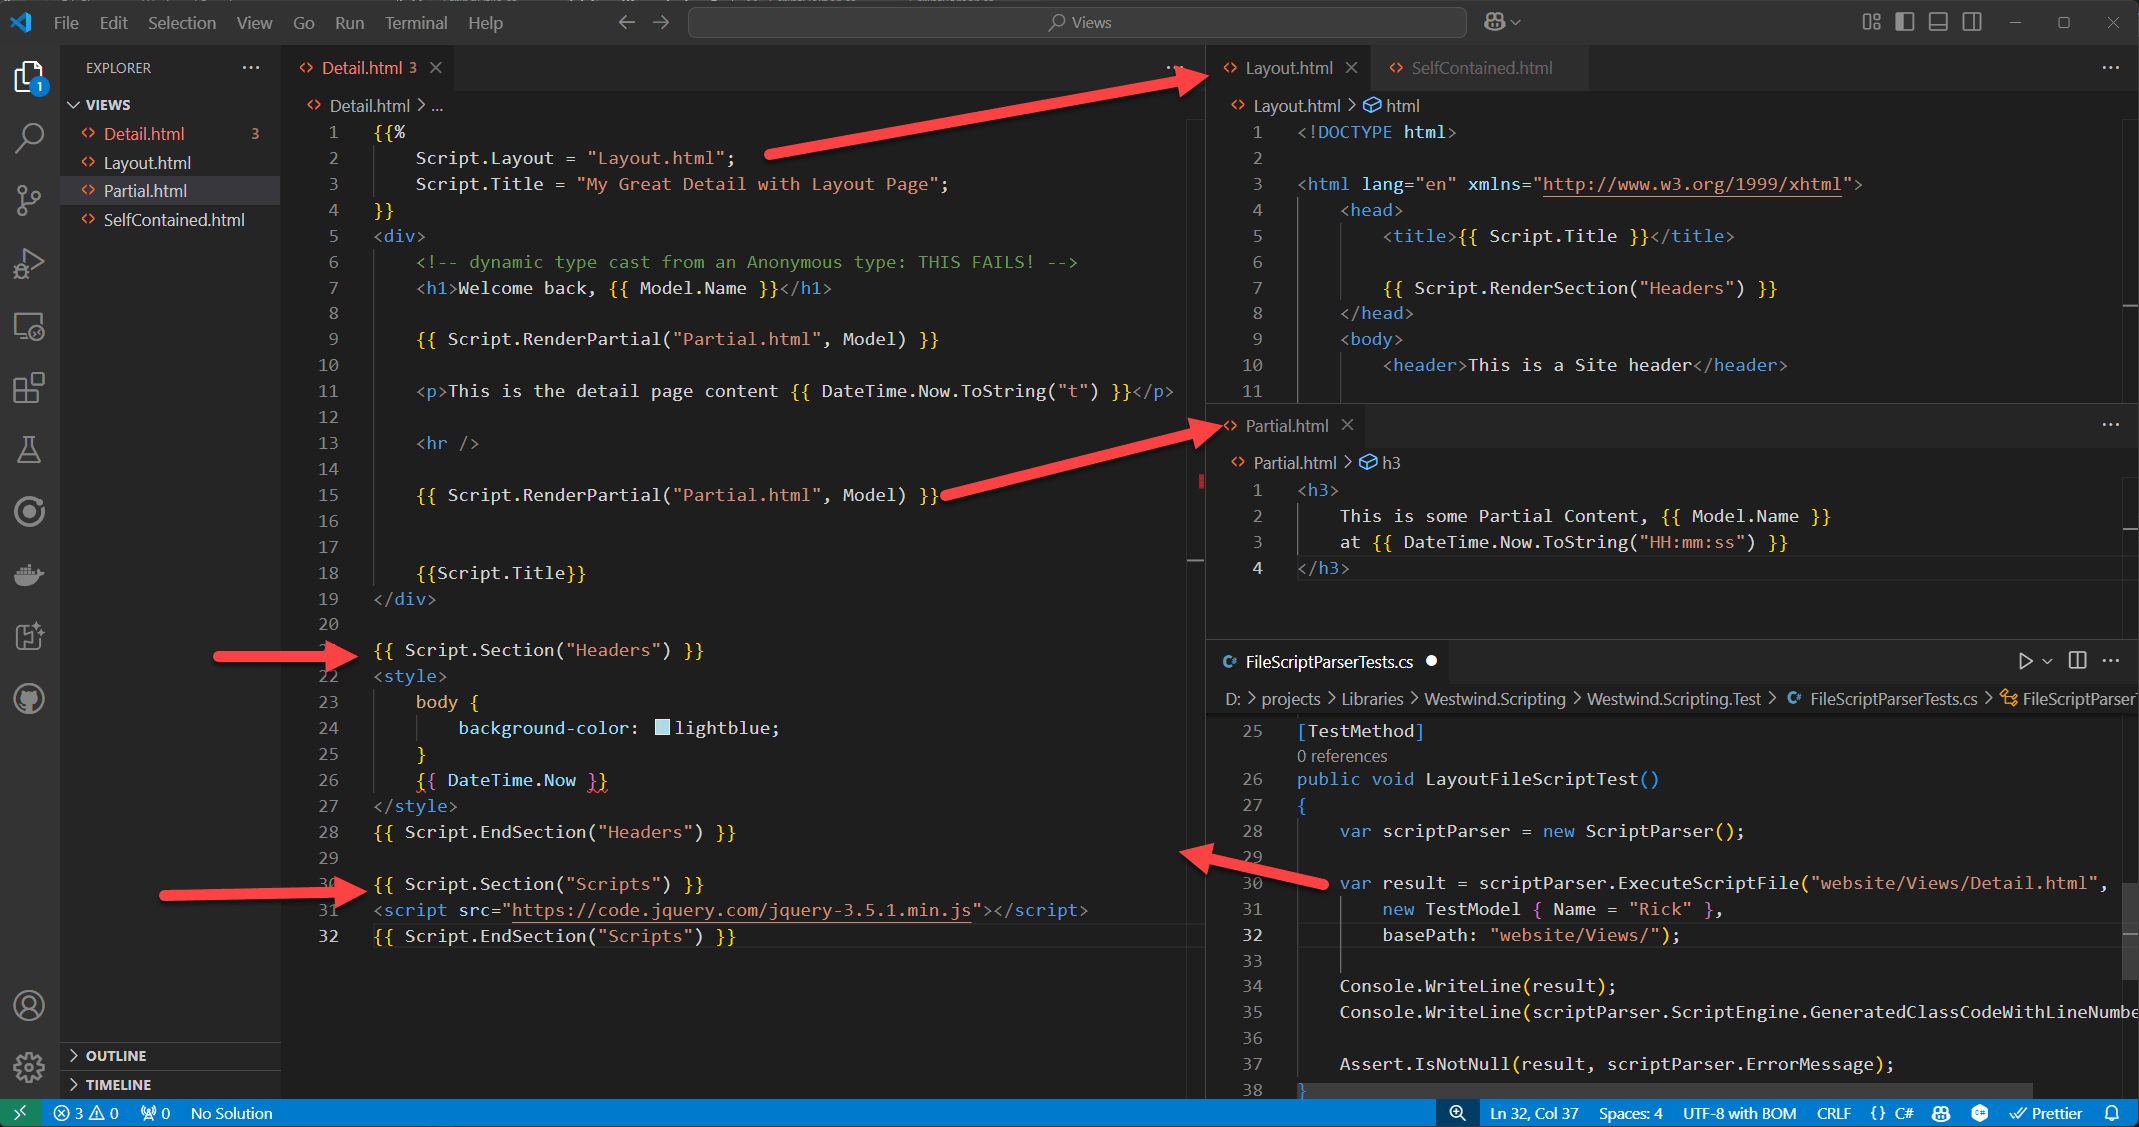 File Edit Selection View Go Run Terminal Help
Views
EXPLORER
VIEWS
Detail.html 3
Layout.html
Partial.html
SelfContained.html
OUTLINE
TIMELINE
1
Detail.html 3
Detail.html > ...
1 {{%
2 Script.Layout = "Layout.html";
3 Script.Title = "My Great Detail with Layout Page";
4 }}
5 <div>
6 <!-- dynamic type cast from an Anonymous type: THIS FAILS! -->
7 <h1>Welcome back, {{ Model.Name }}</h1>
8
9 {{ Script.RenderPartial("Partial.html", Model) }}
10
11 <p>This is the detail page content {{ DateTime.Now.ToString("t") }}</p>
12
13 <hr />
14
15 {{ Script.RenderPartial("Partial.html", Model) }}
16
17
18 {{Script.Title}}
19 </div>
20
{{ Script.Section("Headers") }}
22 <style>
23 body {
24 background-color: lightblue;
25 }
26 {{ DateTime.Now }}
27 </style>
28 {{ Script.EndSection("Headers") }}
29
30 {{ Script.Section("Scripts") }}
31 <script src="https://code.jquery.com/jquery-3.5.1.min.js"></script>
32 {{ Script.EndSection("Scripts") }}
Layout.html SelfContained.html
Layout.html > html
1 <!DOCTYPE html>
2
3 <html lang="en" xmlns="http://www.w3.org/1999/xhtml">
4 <head>
5 <title>{{ Script.Title }}</title>
6
7 {{ Script.RenderSection("Headers") }}
8 </head>
9 <body>
10 <header>This is a Site header</header>
11
Partial.html
Partial.html > h3
1 <h3>
2 This is some Partial Content, {{ Model.Name }}
3 at {{ DateTime.Now.ToString("HH:mm:ss") }}
4 </h3>
FileScriptParserTests.cs
D: > projects > Libraries > Westwind.Scripting > Westwind.Scripting.Test > FileScriptParserTests.cs > FileScriptParser
25 [TestMethod]
0 references
26 public void LayoutFileScriptTest()
27 {
28 var scriptParser = new ScriptParser();
29
30 var result = scriptParser.ExecuteScriptFile("website/Views/Detail.html",
31 new TestModel { Name = "Rick" },
32 basePath: "website/Views/");
33
34 Console.WriteLine(result);
35 Console.WriteLine(scriptParser.ScriptEngine.GeneratedClassCodeWithLineNumbe
36
37 Assert.IsNotNull(result, scriptParser.ErrorMessage);
38 }
3 0 0 No Solution Ln 32, Col 37 Spaces: 4 UTF-8 with BOM CRLF {} C# Prettier